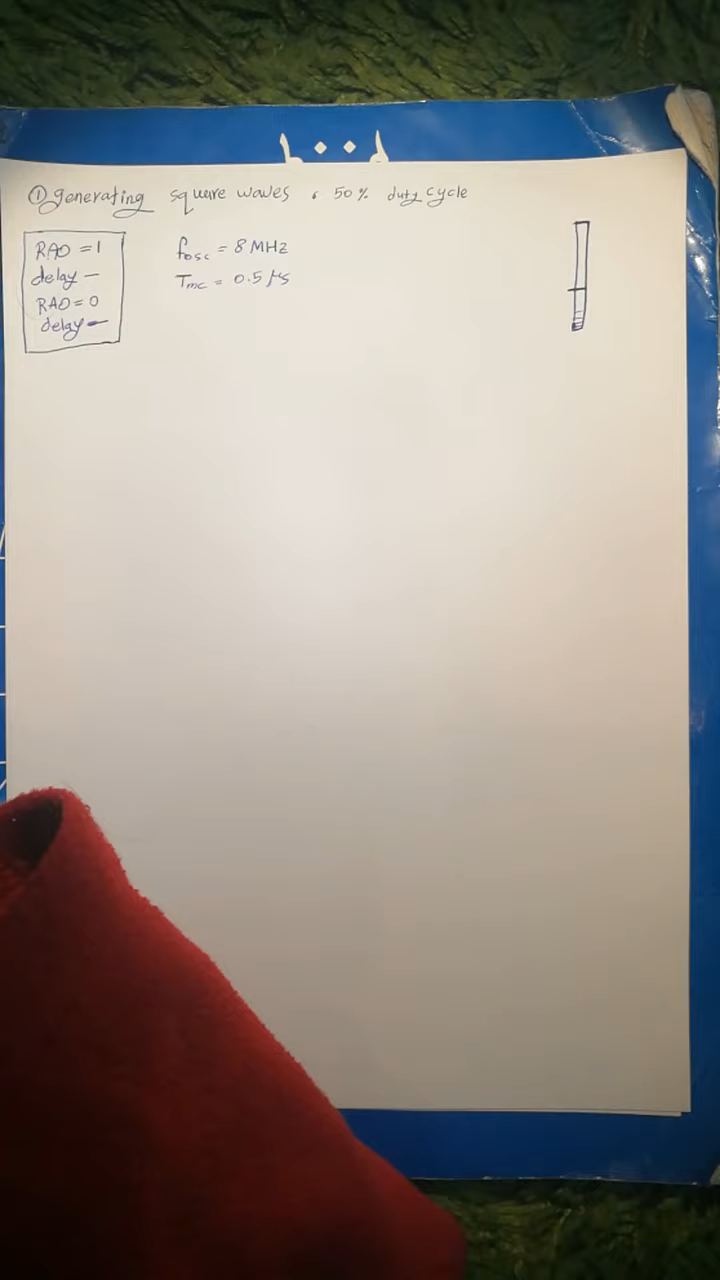 ① generating square waves, 50% duty cycle
RA0 = 1
delay —
RA0 = 0
delay —
fosc = 8 MHz
Tmc = 0.5 μs